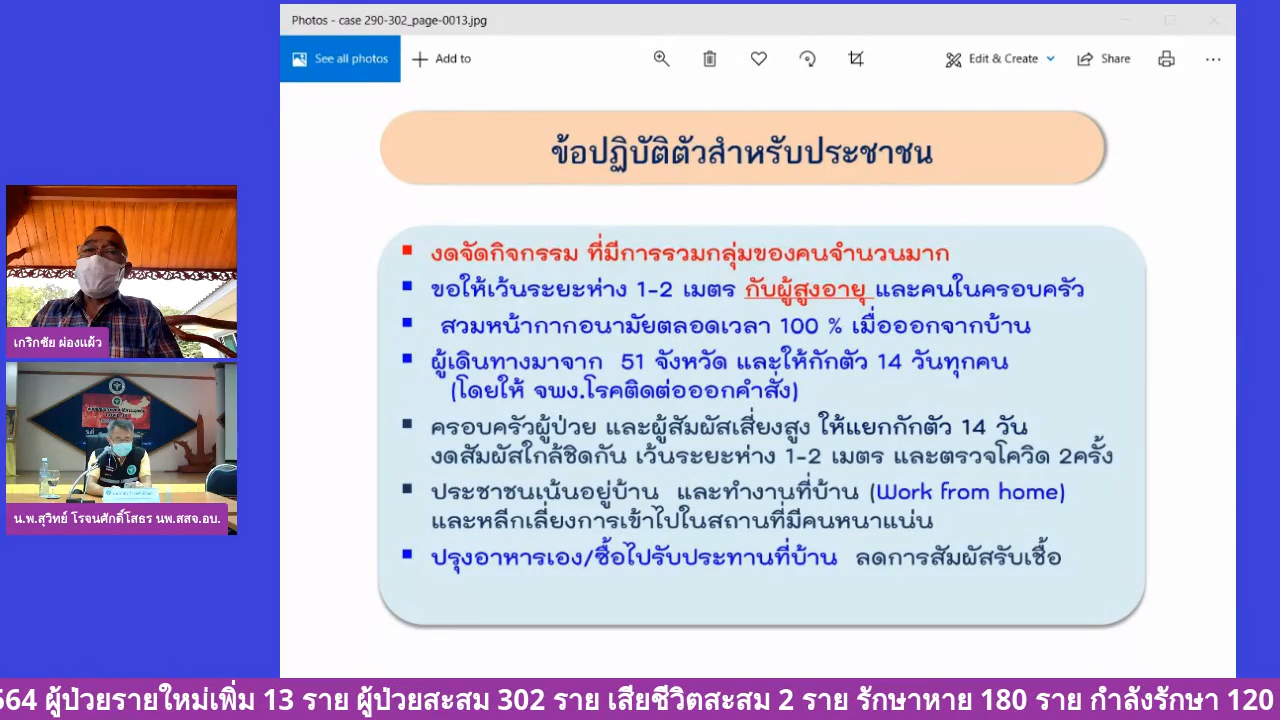 Photos - case 290-302_page-0013.jpg
See all photos
Add to
Edit & Create
Share
ข้อปฏิบัติตัวสำหรับประชาชน
งดจัดกิจกรรม ที่มีการรวมกลุ่มของคนจำนวนมาก
ขอให้เว้นระยะห่าง 1-2 เมตร กับผู้สูงอายุ และคนในครอบครัว
สวมหน้ากากอนามัยตลอดเวลา 100 % เมื่อออกจากบ้าน
ผู้เดินทางมาจาก 51 จังหวัด และให้กักตัว 14 วันทุกคน
(โดยให้ จพง.โรคติดต่อออกคำสั่ง)
ครอบครัวผู้ป่วย และผู้สัมผัสเสี่ยงสูง ให้แยกกักตัว 14 วัน
งดสัมผัสใกล้ชิดกัน เว้นระยะห่าง 1-2 เมตร และตรวจโควิด 2ครั้ง
ประชาชนเน้นอยู่บ้าน และทำงานที่บ้าน (Work from home)
และหลีกเลี่ยงการเข้าไปในสถานที่มีคนหนาแน่น
ปรุงอาหารเอง/ซื้อไปรับประทานที่บ้าน ลดการสัมผัสรับเชื้อ
เกริกชัย ผ่องแผ้ว
น.พ.สุวิทย์ โรจนศักดิ์โสธร นพ.สสจ.อบ.
564 ผู้ป่วยรายใหม่เพิ่ม 13 ราย ผู้ป่วยสะสม 302 ราย เสียชีวิตสะสม 2 ราย รักษาหาย 180 ราย กำลังรักษา 120